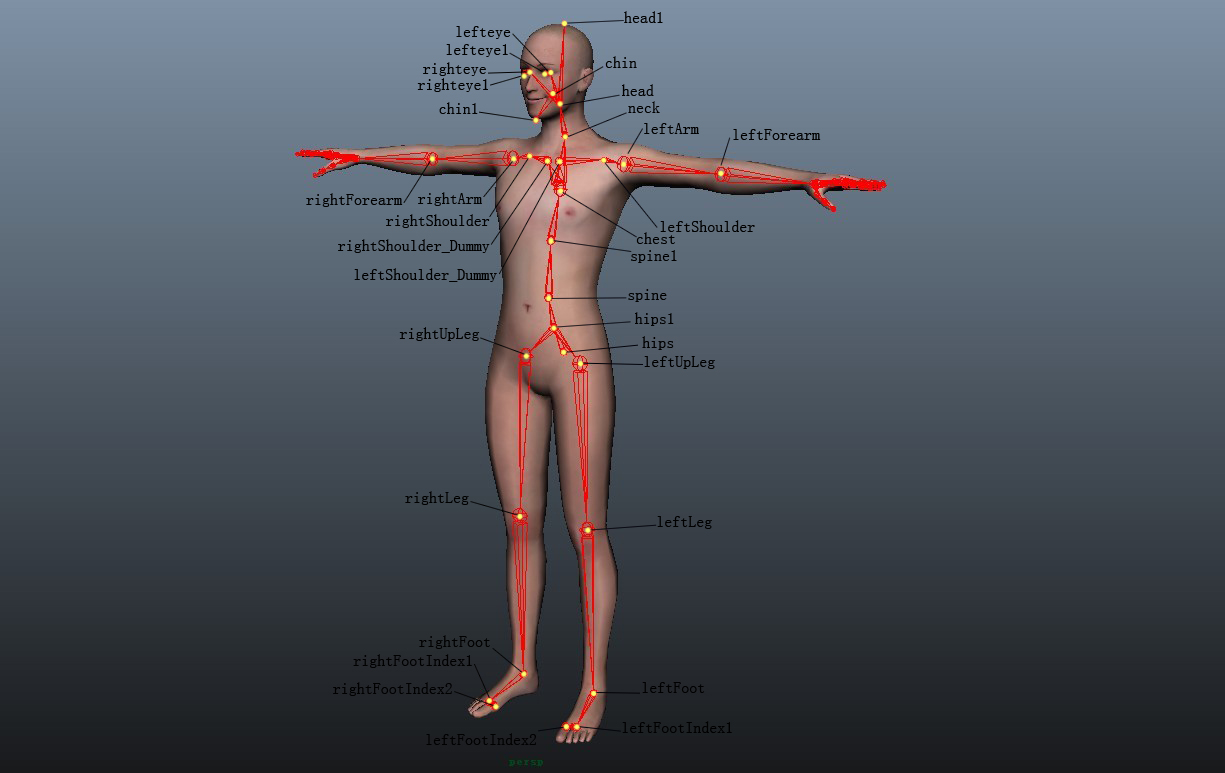 head1
lefteye
lefteye1
chin
righteye
righteye1
head
chin1
neck
leftArm
leftForearm
rightForearm
rightArm
rightShoulder
leftShoulder
chest
rightShoulder_Dummy
spine1
leftShoulder_Dummy
spine
hips1
rightUpLeg
hips
leftUpLeg
rightLeg
leftLeg
rightFoot
rightFootIndex1
rightFootIndex2
leftFoot
leftFootIndex1
leftFootIndex2
persp